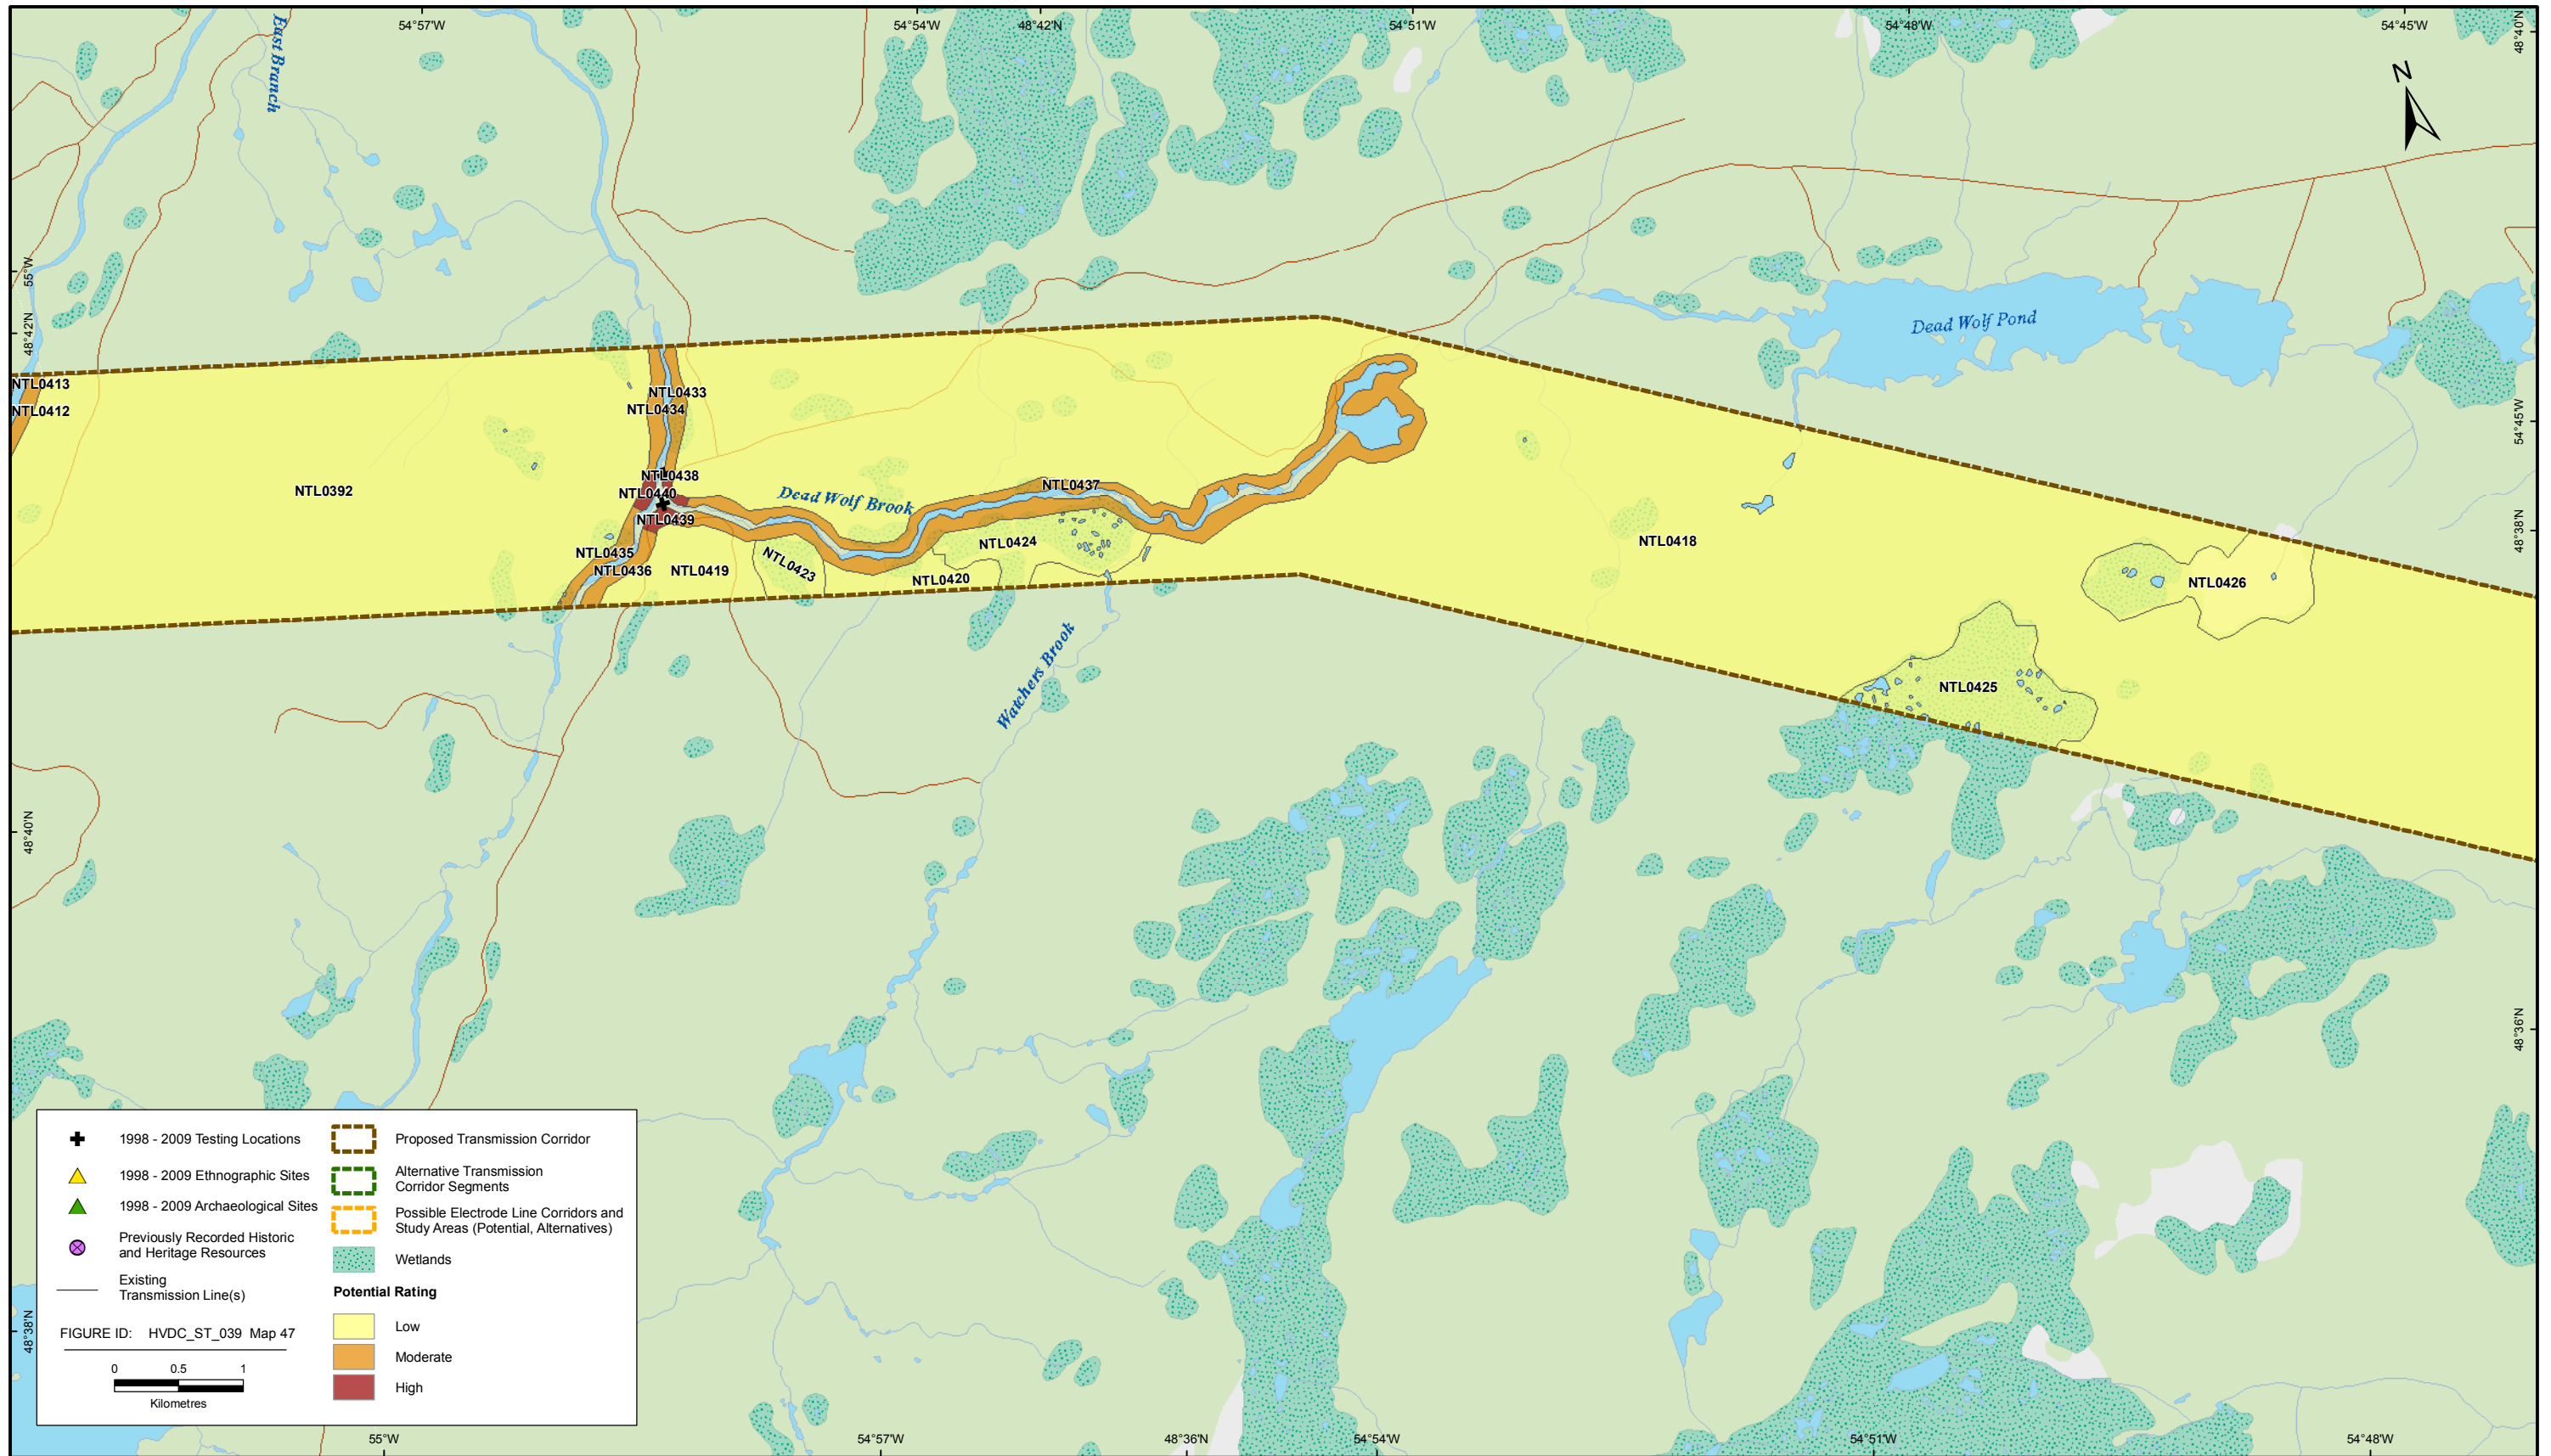 54°57'W
54°54'W
48°42'N
54°51'W
54°48'W
54°45'W
48°40'N
East Branch
N
55°W
48°42'N
Dead Wolf Pond
NTL0413
NTL0412
NTL0433
NTL0434
54°45'W
NTL0438
NTL0440
NTL0392
NTL0437
Dead Wolf Brook
NTL0439
48°38'N
NTL0435
NTL0436
NTL0419
NTL0423
NTL0424
NTL0420
NTL0418
NTL0426
Watchers Brook
NTL0425
48°40'N
48°36'N
1998 - 2009 Testing Locations
1998 - 2009 Ethnographic Sites
1998 - 2009 Archaeological Sites
Previously Recorded Historic
and Heritage Resources
Existing
Transmission Line(s)
FIGURE ID: HVDC_ST_039 Map 47
0 0.5 1
Kilometres
Proposed Transmission Corridor
Alternative Transmission
Corridor Segments
Possible Electrode Line Corridors and
Study Areas (Potential, Alternatives)
Wetlands
Potential Rating
Low
Moderate
High
48°38'N
55°W
54°57'W
48°36'N
54°54'W
54°51'W
54°48'W